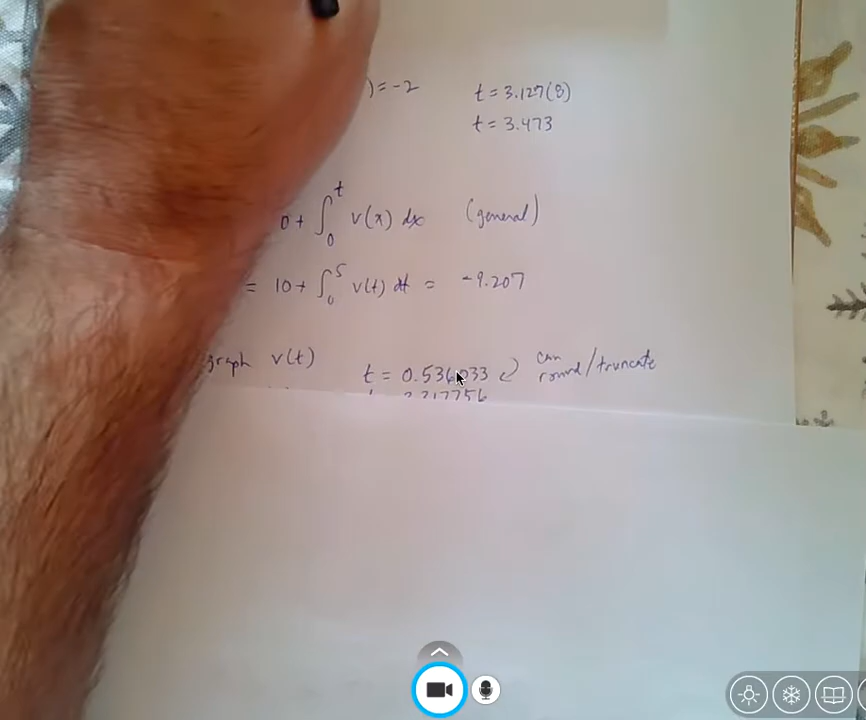 ) = -2 t = 3.127(8)
t = 3.473
0 + ∫₀ᵗ v(x) dx (general)
= 10 + ∫₀⁵ v(t) dt = -9.207
graph v(t) t = 0.536033 can
round/truncate